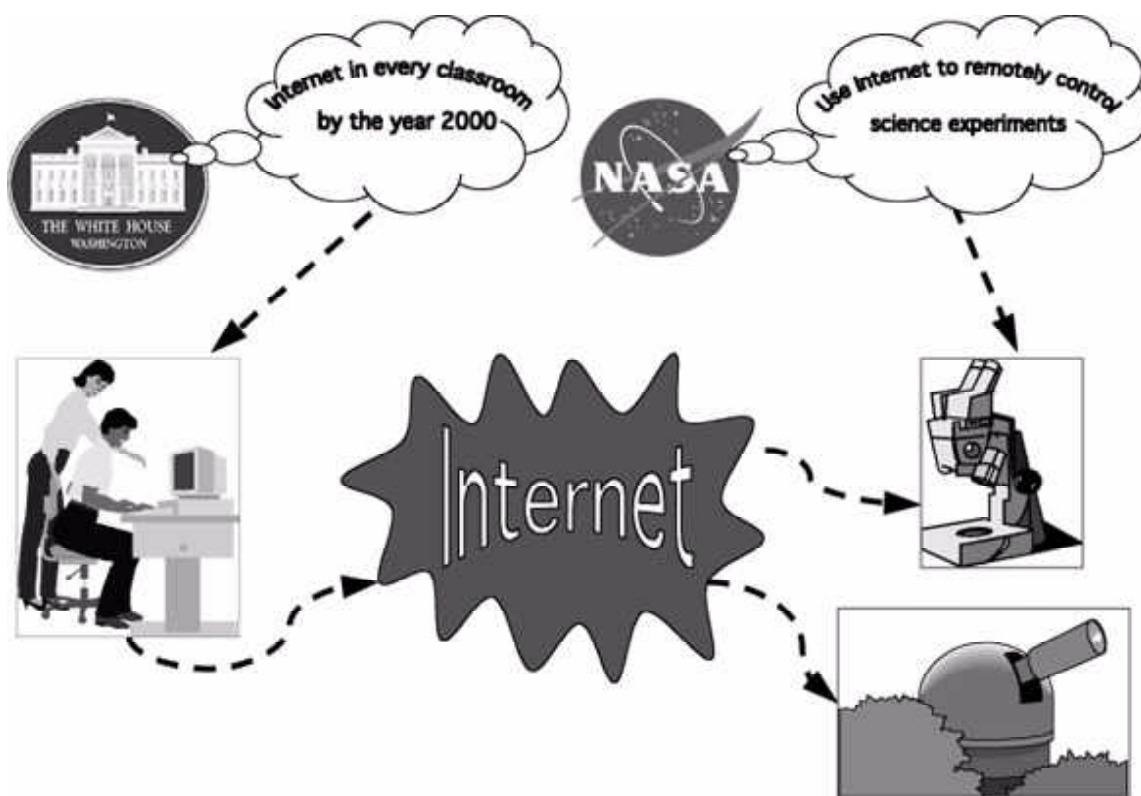 Internet in every classroom
by the year 2000
Use Internet to remotely control
science experiments
THE WHITE HOUSE
WASHINGTON
NASA
Internet